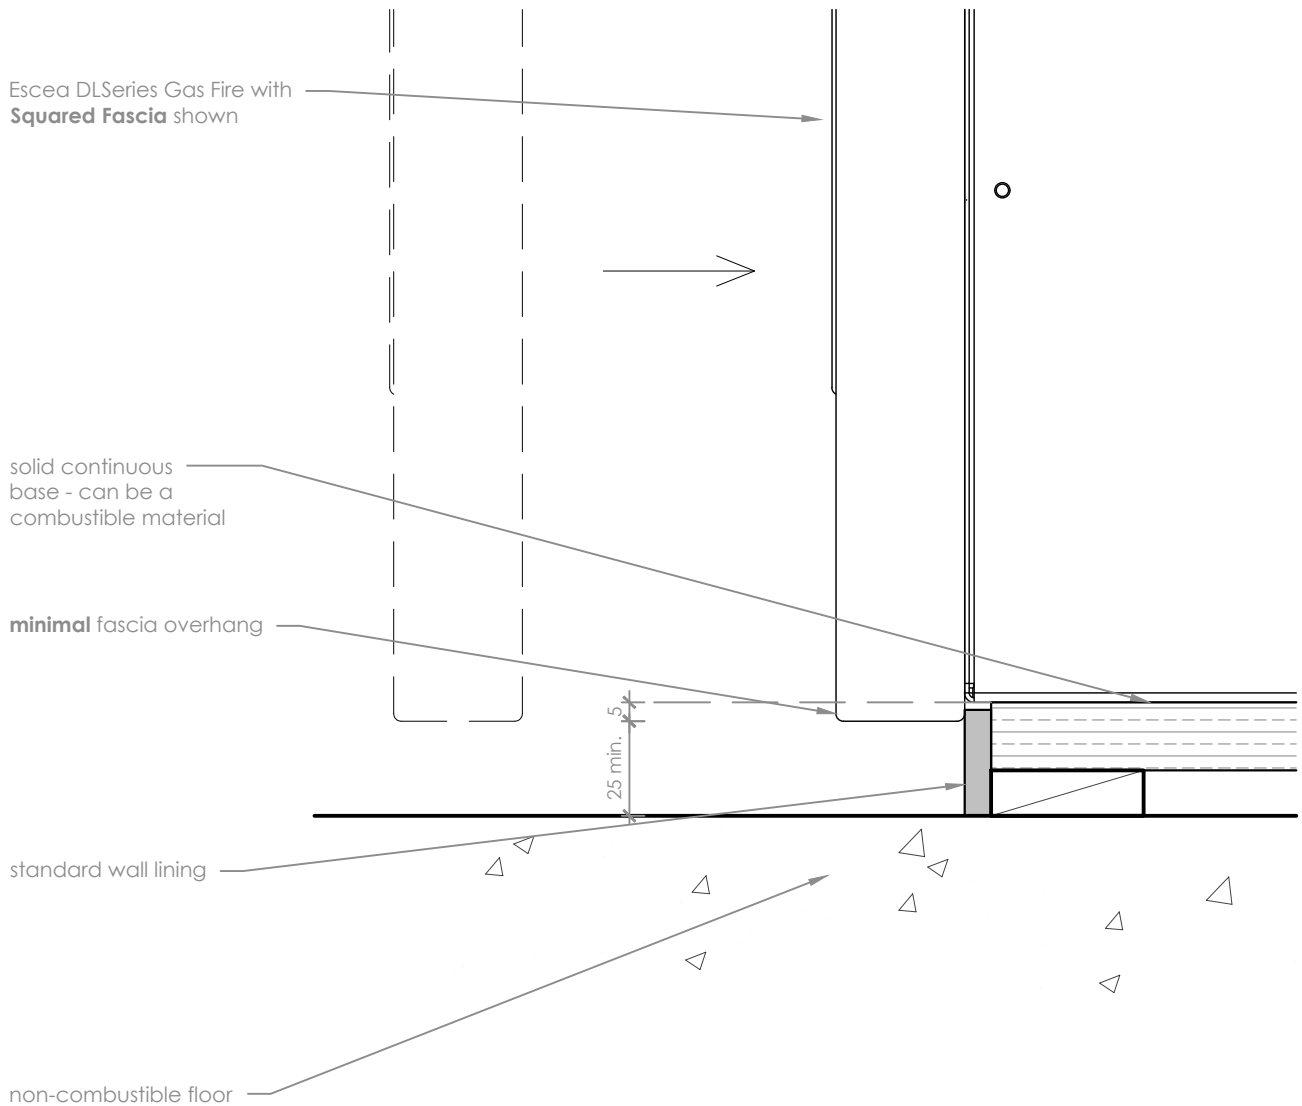 Escea DLSeries Gas Fire with
Squared Fascia shown
solid continuous
base - can be a
combustible material
minimal fascia overhang
5
25 min.
standard wall lining
non-combustible floor